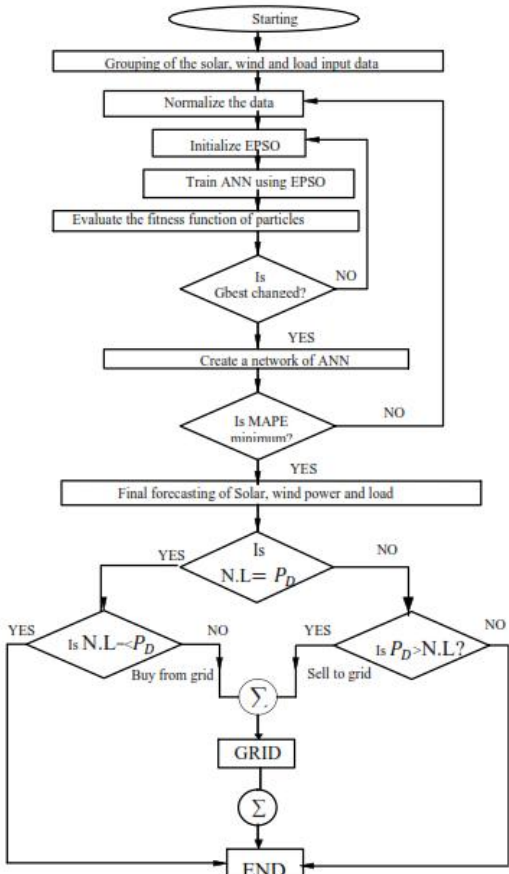 Starting
Grouping of the solar, wind and load input data
Normalize the data
Initialize EPSO
Train ANN using EPSO
Evaluate the fitness function of particles
Is
Gbest changed?
NO
YES
Create a network of ANN
Is MAPE
minimum?
NO
YES
Final forecasting of Solar, wind power and load
Is
N.L= P_D
YES
NO
YES
Is N.L=<P_D
NO
Buy from grid
YES
Is P_D>N.L?
NO
Sell to grid
Σ
GRID
Σ
END